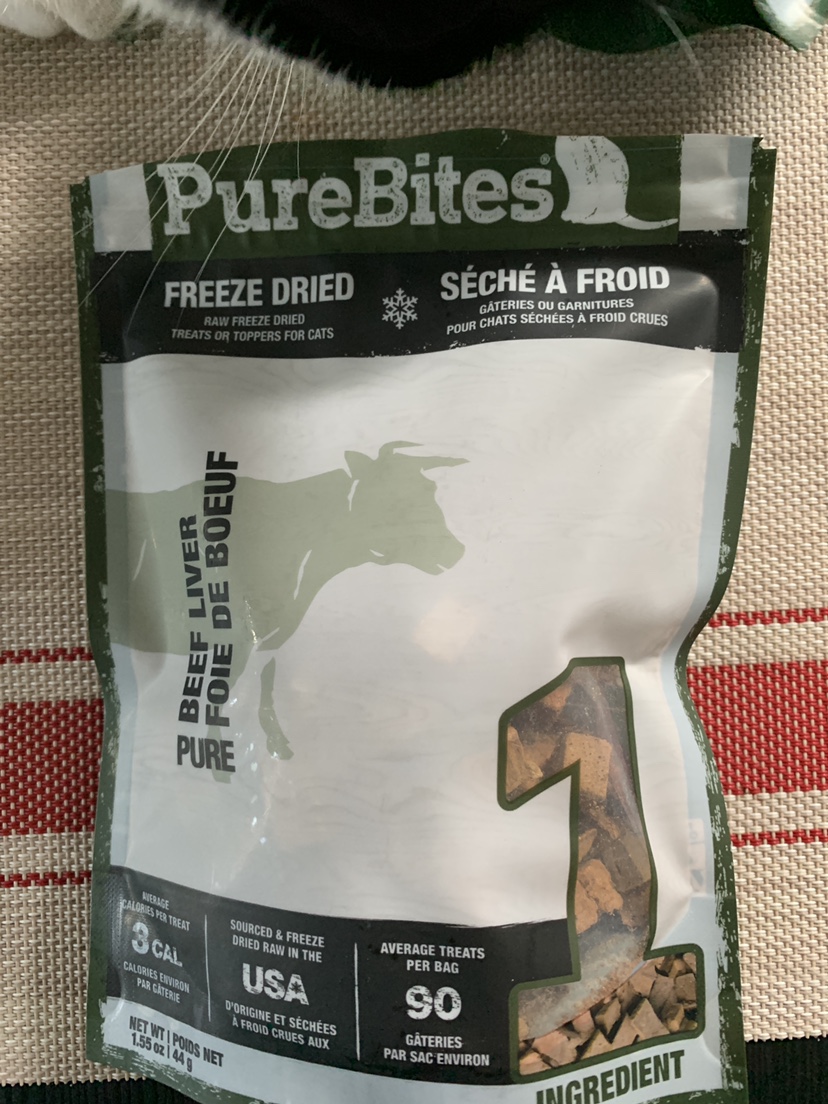 PureBites®
FREEZE DRIED
RAW FREEZE DRIED
TREATS OR TOPPERS FOR CATS
SÉCHÉ À FROID
GÂTERIES OU GARNITURES
POUR CHATS SÉCHÉES À FROID CRUES
PURE
BEEF LIVER
FOIE DE BOEUF
1
INGREDIENT
AVERAGE
CALORIES PER TREAT
3 CAL
CALORIES ENVIRON
PAR GÂTERIE
SOURCED & FREEZE
DRIED RAW IN THE
USA
D'ORIGINE ET SÉCHÉES
À FROID CRUES AUX
AVERAGE TREATS
PER BAG
90
GÂTERIES
PAR SAC ENVIRON
NET WT | POIDS NET
1.55 oz | 44 g